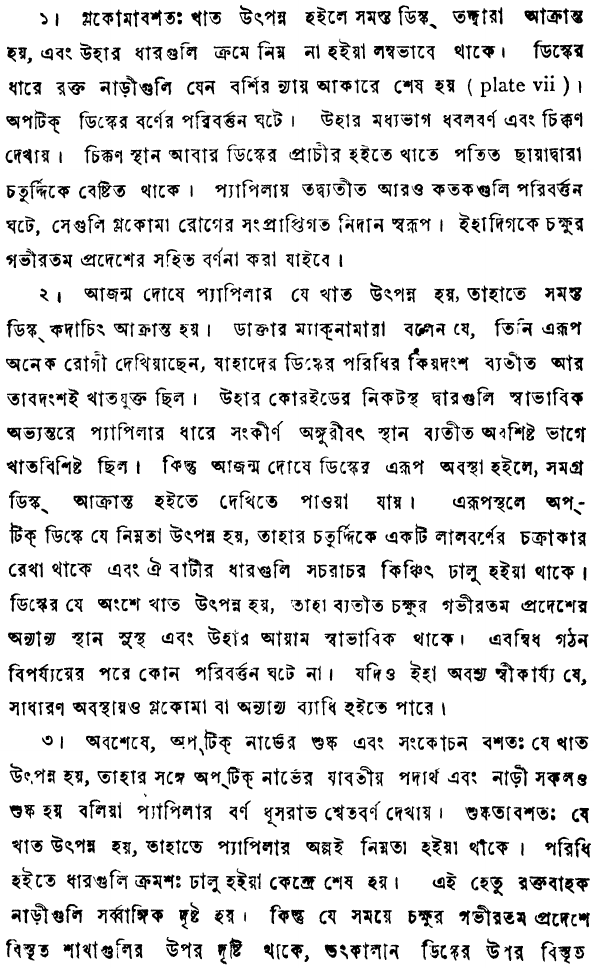 ১। গ্লকোমাবশতঃ খাত উৎপন্ন হইলে সমস্ত ডিস্ক্ তদ্দ্বারা আক্রান্ত
হয়, এবং উহার ধারগুলি ক্রমে নিম্ন না হইয়া লম্বভাবে থাকে। ডিস্কের
ধারে রক্ত নাড়ীগুলি যেন বর্শির ন্যায় আকারে শেষ হয় ( plate vii )।
অপটিক্ ডিস্কের বর্ণের পরিবর্ত্তন ঘটে। উহার মধ্যভাগ ধবলবর্ণ এবং চিক্কণ
দেখায়। চিক্কণ স্থান আবার ডিস্কের প্রাচীর হইতে খাতে পতিত ছায়াদ্বারা
চতুর্দ্দিকে বেষ্টিত থাকে। প্যাপিলায় তদ্ব্যতীত আরও কতকগুলি পরিবর্ত্তন
ঘটে, সেগুলি গ্লকোমা রোগের সংপ্রাপ্তিগত নিদান স্বরূপ। ইহাদিগকে চক্ষুর
গভীরতম প্রদেশের সহিত বর্ণনা করা যাইবে।
২। আজন্ম দোষে প্যাপিলার যে খাত উৎপন্ন হয়, তাহাতে সমস্ত
ডিস্ক্ কদাচিৎ আক্রান্ত হয়। ডাক্তার ম্যাক্‌নামারা বলেন যে, তিনি এরূপ
অনেক রোগী দেখিয়াছেন, যাহাদের ডিস্কের পরিধির কিয়দংশ ব্যতীত আর
তাবদংশই খাতযুক্ত ছিল। উহার কোরইডের নিকটস্থ দ্বারগুলি স্বাভাবিক
অভ্যন্তরে প্যাপিলার ধারে সংকীর্ণ অঙ্গুরীবৎ স্থান ব্যতীত অবশিষ্ট ভাগে
খাতবিশিষ্ট ছিল। কিন্তু আজন্ম দোষে ডিস্কের এরূপ অবস্থা হইলে, সমগ্র
ডিস্ক্ আক্রান্ত হইতে দেখিতে পাওয়া যায়। এরূপস্থলে অপ্-
টিক্ ডিস্কে যে নিম্নতা উৎপন্ন হয়, তাহার চতুর্দ্দিকে একটি লালবর্ণের চক্রাকার
রেখা থাকে এবং ঐ বাটীর ধারগুলি সচরাচর কিঞ্চিৎ ঢালু হইয়া থাকে।
ডিস্কের যে অংশে খাত উৎপন্ন হয়, তাহা ব্যতীত চক্ষুর গভীরতম প্রদেশের
অন্যান্য স্থান সুস্থ এবং উহার আয়াম স্বাভাবিক থাকে। এবম্বিধ গঠন
বিপর্য্যয়ের পরে কোন পরিবর্ত্তন ঘটে না। যদিও ইহা অবশ্য স্বীকার্য্য যে,
সাধারণ অবস্থায়ও গ্লকোমা বা অন্যান্য ব্যাধি হইতে পারে।
৩। অবশেষে, অপ্‌টিক্ নার্ভের শুষ্ক এবং সংকোচন বশতঃ যে খাত
উৎপন্ন হয়, তাহার সঙ্গে অপ্‌টিক্ নার্ভের যাবতীয় পদার্থ এবং নাড়ী সকলও
শুষ্ক হয় বলিয়া প্যাপিলার বর্ণ ধূসরাভ শ্বেতবর্ণ দেখায়। শুষ্কতাবশতঃ যে
খাত উৎপন্ন হয়, তাহাতে প্যাপিলার অল্পই নিম্নতা হইয়া থাকে। পরিধি
হইতে ধারগুলি ক্রমশঃ ঢালু হইয়া কেন্দ্রে শেষ হয়। এই হেতু রক্তবাহক
নাড়ীগুলি সর্ব্বাঙ্গিক দৃষ্ট হয়। কিন্তু যে সময়ে চক্ষুর গভীরতম প্রদেশে
বিস্তৃত শাখাগুলির উপর দৃষ্টি থাকে, তৎকালান ডিস্কের উপর বিস্তৃত